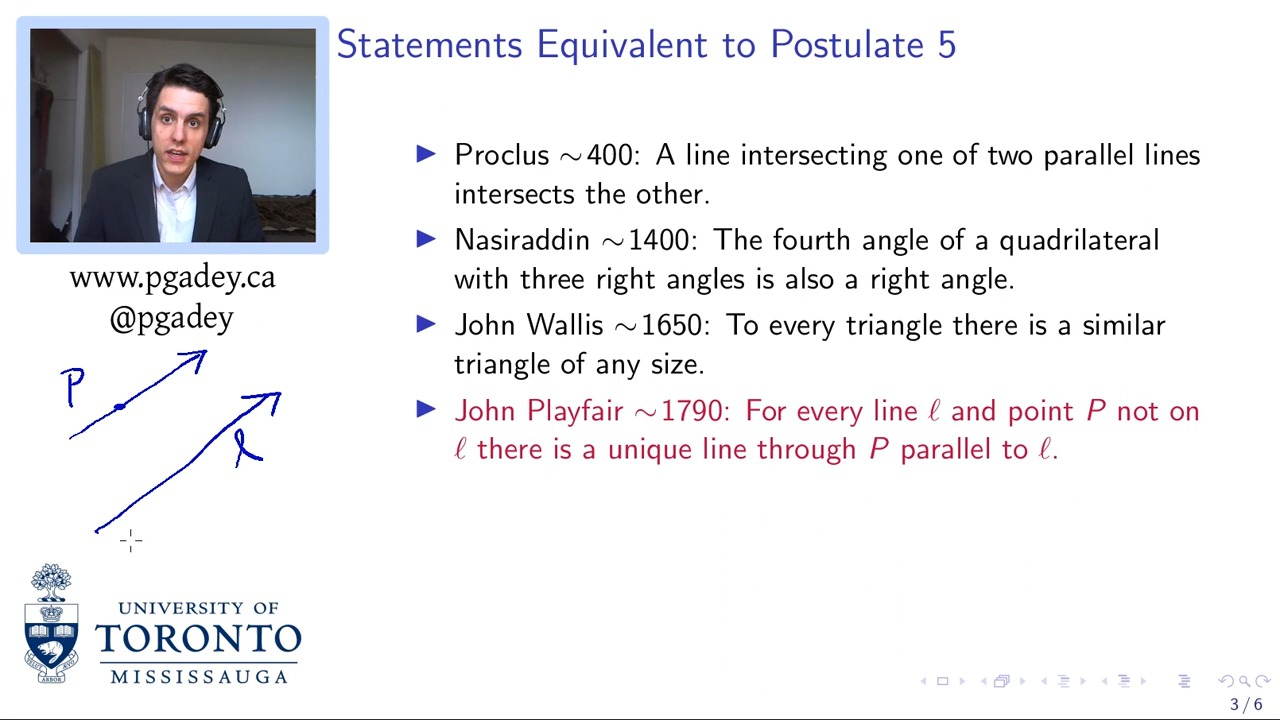 Statements Equivalent to Postulate 5
▶ Proclus ∼400: A line intersecting one of two parallel lines
intersects the other.
▶ Nasiraddin ∼1400: The fourth angle of a quadrilateral
with three right angles is also a right angle.
▶ John Wallis ∼1650: To every triangle there is a similar
triangle of any size.
▶ John Playfair ∼1790: For every line ℓ and point P not on
ℓ there is a unique line through P parallel to ℓ.
www.pgadey.ca
@pgadey
P
ℓ
UNIVERSITY OF
TORONTO
MISSISSAUGA
3 / 6